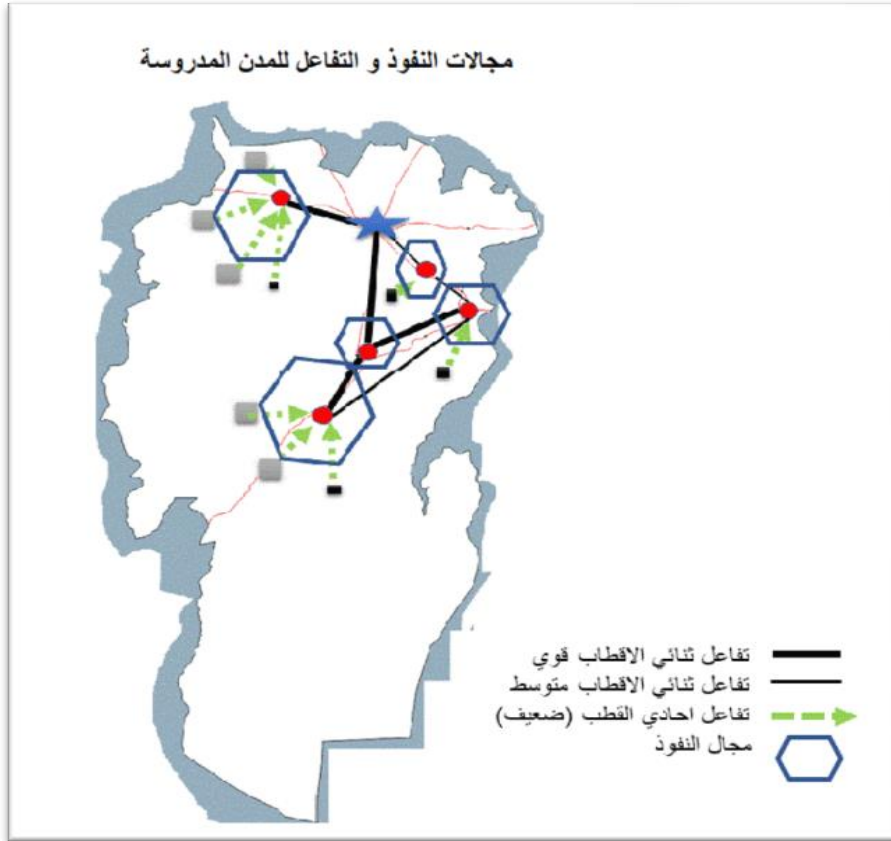 مجالات النفوذ و التفاعل للمدن المدروسة
تفاعل ثنائي الاقطاب قوي
تفاعل ثنائي الاقطاب متوسط
تفاعل احادي القطب (ضعيف)
مجال النفوذ